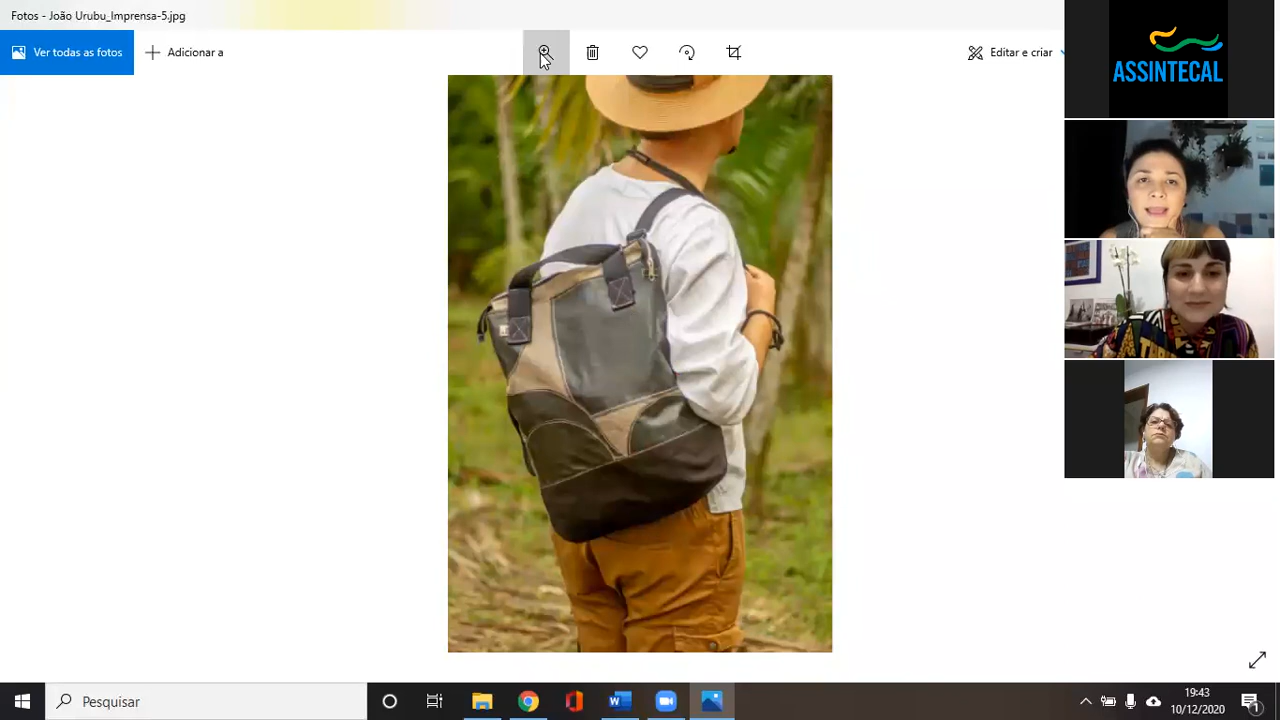 Fotos - João Urubu_Imprensa-5.jpg
Ver todas as fotos
Adicionar a
Editar e criar
ASSINTECAL
Pesquisar
19:43
10/12/2020
1